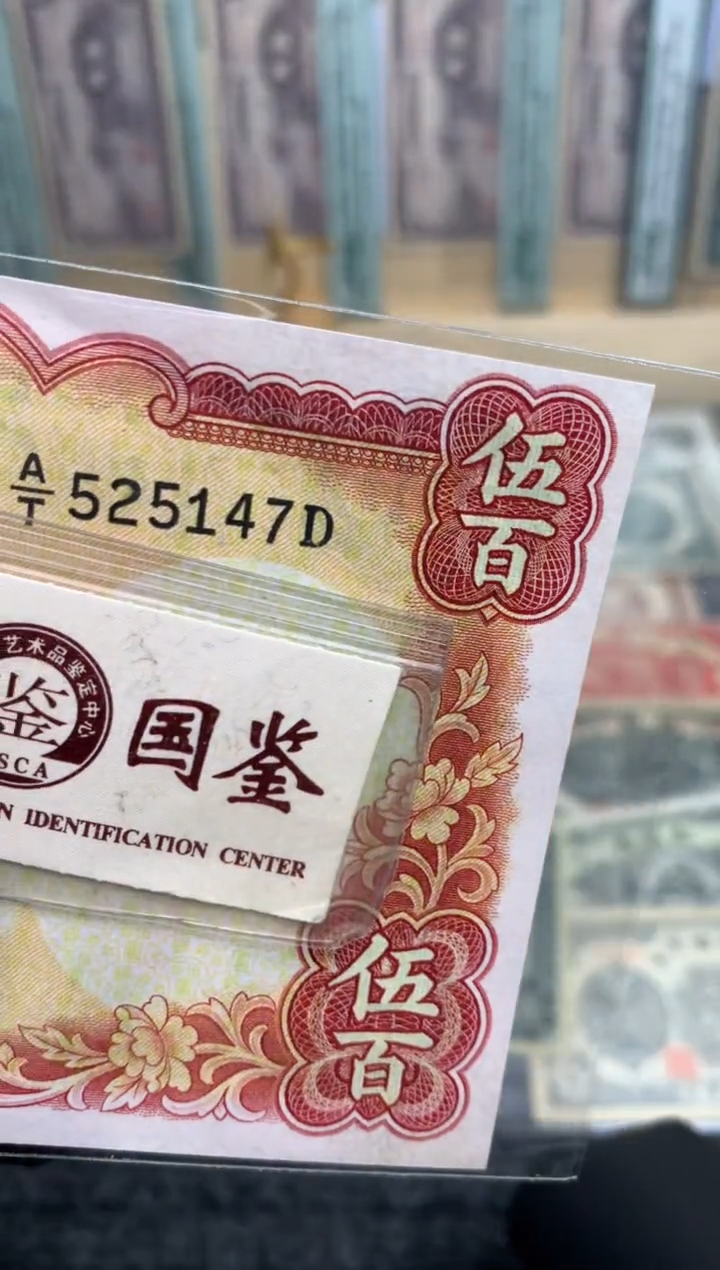 伍百
A/T 525147D
艺术品鉴定中心
鉴
SCA
国鉴
N IDENTIFICATION CENTER
伍百